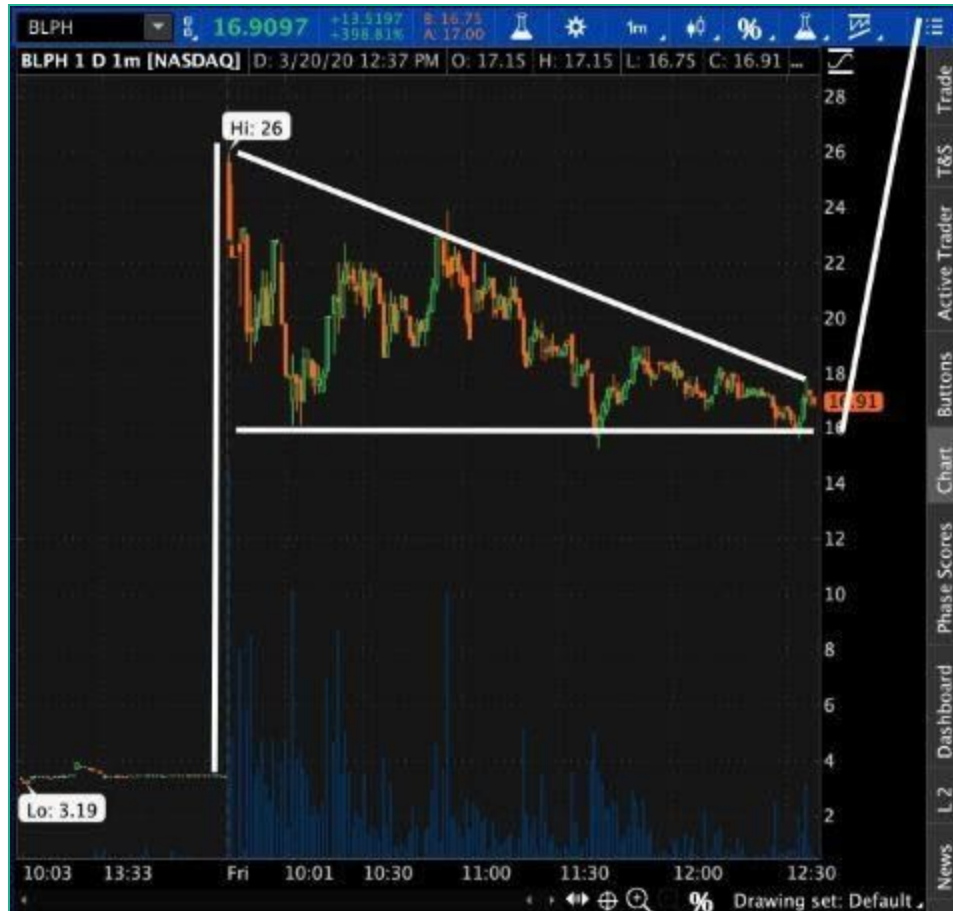 BLPH 16.9097 +13.5197 +398.81% B: 16.75 A: 17.00 1m %
BLPH 1 D 1m [NASDAQ] D: 3/20/20 12:37 PM O: 17.15 H: 17.15 L: 16.75 C: 16.91 ...
Hi: 26
28
26
24
22
20
18
16.91
16
14
12
10
8
6
4
2
Lo: 3.19
10:03 13:33 Fri 10:01 10:30 11:00 11:30 12:00 12:30
% Drawing set: Default
Trade
T&S
Active Trader
Buttons
Chart
Phase Scores
Dashboard
L 2
News